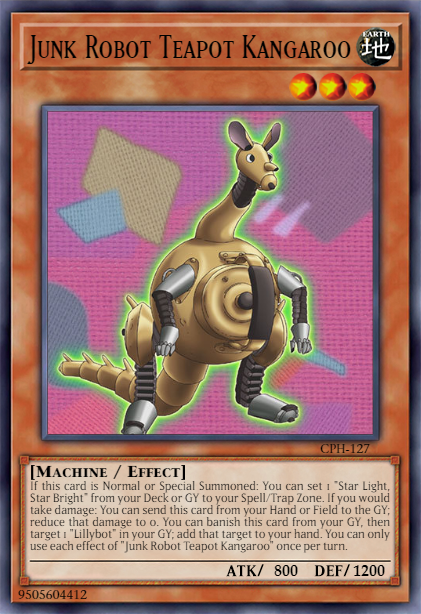 Junk Robot Teapot Kangaroo
EARTH
地
CPH-127
[Machine / Effect]
If this card is Normal or Special Summoned: You can set 1 "Star Light,
Star Bright" from your Deck or GY to your Spell/Trap Zone. If you would
take damage: You can send this card from your Hand or Field to the GY;
reduce that damage to 0. You can banish this card from your GY, then
target 1 "Lillybot" in your GY; add that target to your hand. You can only
use each effect of "Junk Robot Teapot Kangaroo" once per turn.
ATK/ 800 DEF/1200
9505604412